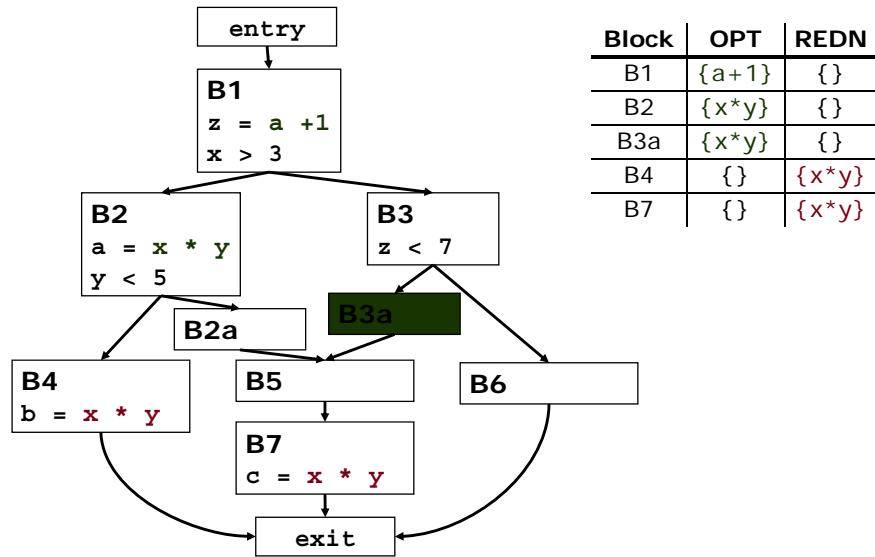 entry
Block OPT REDN
B1 {a+1} {}
B2 {x*y} {}
B3a {x*y} {}
B4 {} {x*y}
B7 {} {x*y}
B1
z = a +1
x > 3
B2
a = x * y
y < 5
B3
z < 7
B2a
B3a
B4
b = x * y
B5
B6
B7
c = x * y
exit